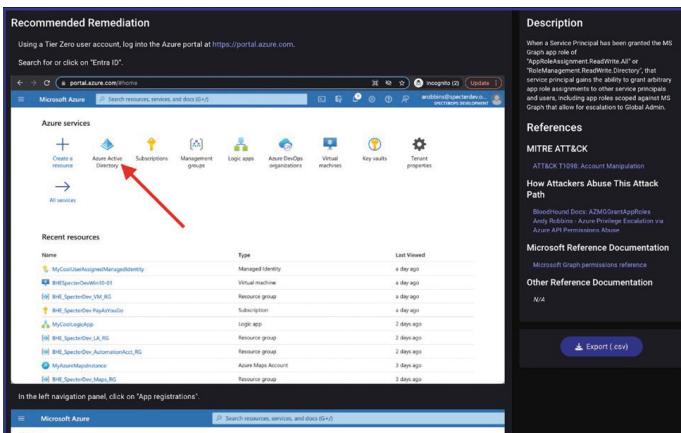 Recommended Remediation
Using a Tier Zero user account, log into the Azure portal at https://portal.azure.com.
Search for or click on "Entra ID".
portal.azure.com/#home
Incognito (2)
Update
Microsoft Azure
Search resources, services, and docs (G+/)
arobbins@specterdev.o...
SPECTEROPS DEVELOPMENT
Azure services
Create a resource
Azure Active Directory
Subscriptions
Management groups
Logic apps
Azure DevOps organizations
Virtual machines
Key vaults
Tenant properties
All services
Recent resources
Name Type Last Viewed
MyCoolUserAssignedManagedIdentity Managed Identity a day ago
BHESpecterDevWin10-01 Virtual machine a day ago
BHE_SpecterDev_VM_RG Resource group a day ago
BHE_SpecterDev PayAsYouGo Subscription a day ago
MyCoolLogicApp Logic app 2 days ago
BHE_SpecterDev_LA_RG Resource group 2 days ago
BHE_SpecterDev_AutomationAcct_RG Resource group 2 days ago
MyAzureMapsInstance Azure Maps Account 3 days ago
BHE_SpecterDev_Maps_RG Resource group 3 days ago
In the left navigation panel, click on "App registrations".
Microsoft Azure
Search resources, services, and docs (G+/)
Description
When a Service Principal has been granted the MS
Graph app role of
"AppRoleAssignment.ReadWrite.All" or
"RoleManagement.ReadWrite.Directory", that
service principal gains the ability to grant arbitrary
app role assignments to other service principals
and users, including app roles scoped against MS
Graph that allow for escalation to Global Admin.
References
MITRE ATT&CK
ATT&CK T1098: Account Manipulation
How Attackers Abuse This Attack
Path
BloodHound Docs: AZMGGrantAppRoles
Andy Robbins - Azure Privilege Escalation via
Azure API Permissions Abuse
Microsoft Reference Documentation
Microsoft Graph permissions reference
Other Reference Documentation
N/A
Export (.csv)